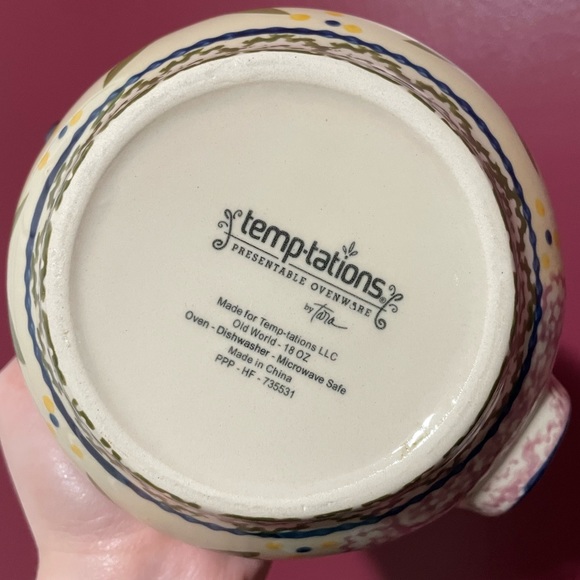 temp-tations®
PRESENTABLE OVENWARE
by Tara
Made for Temp-tations LLC
Old World - 18 OZ
Oven - Dishwasher - Microwave Safe
Made in China
PPP - HF - 735531